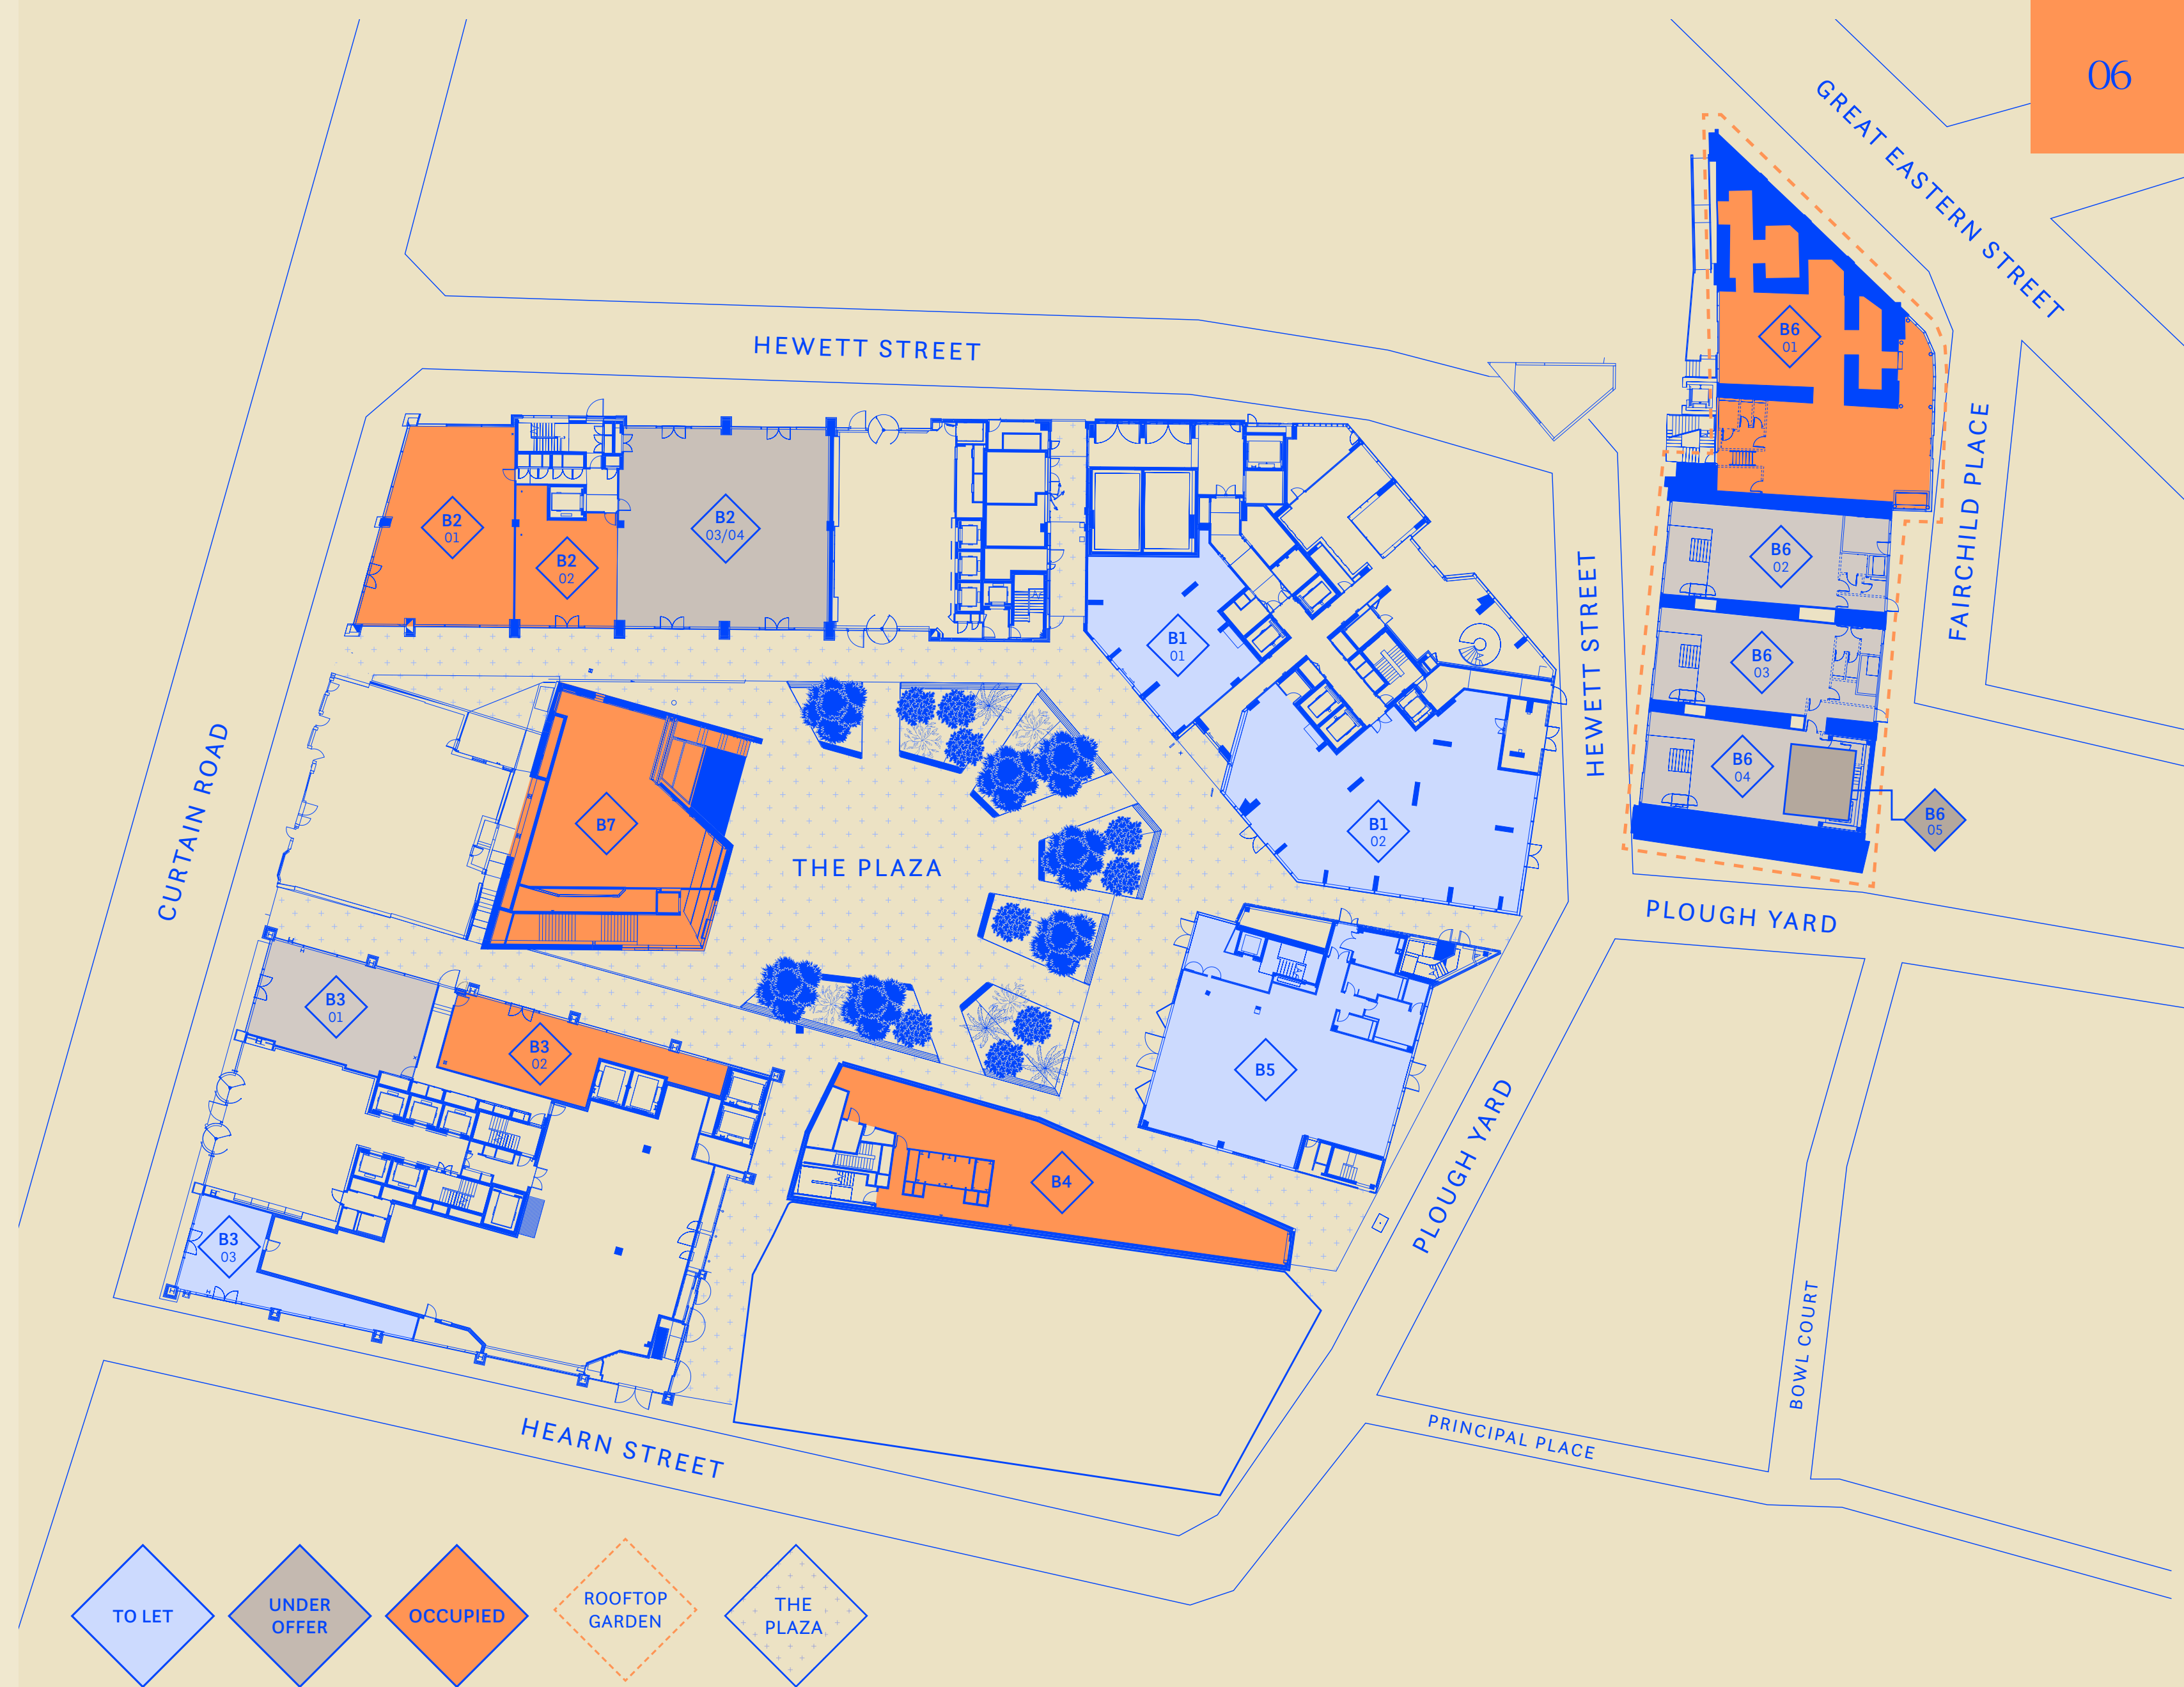 06
GREAT EASTERN STREET
HEWETT STREET
B6
01
FAIRCHILD PLACE
B2
01
B2
02
B2
03/04
B6
02
B1
01
HEWETT STREET
B6
03
CURTAIN ROAD
B6
04
B6
05
B7
THE PLAZA
B1
02
PLOUGH YARD
B3
01
B3
02
B5
PLOUGH YARD
B4
B3
03
BOWL COURT
PRINCIPAL PLACE
HEARN STREET
TO LET
UNDER
OFFER
OCCUPIED
ROOFTOP
GARDEN
THE
PLAZA